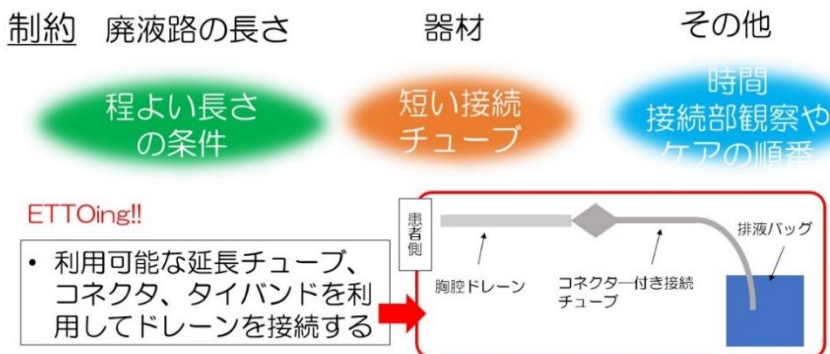 制約 廃液路の長さ 器材 その他
程よい長さ
の条件
短い接続
チューブ
時間
接続部観察や
ケアの順番
ETTOing!!
• 利用可能な延長チューブ、
コネクタ、タイバンドを利
用してドレーンを接続する
患者側
胸腔ドレーン
コネクター付き接続
チューブ
排液バッグ